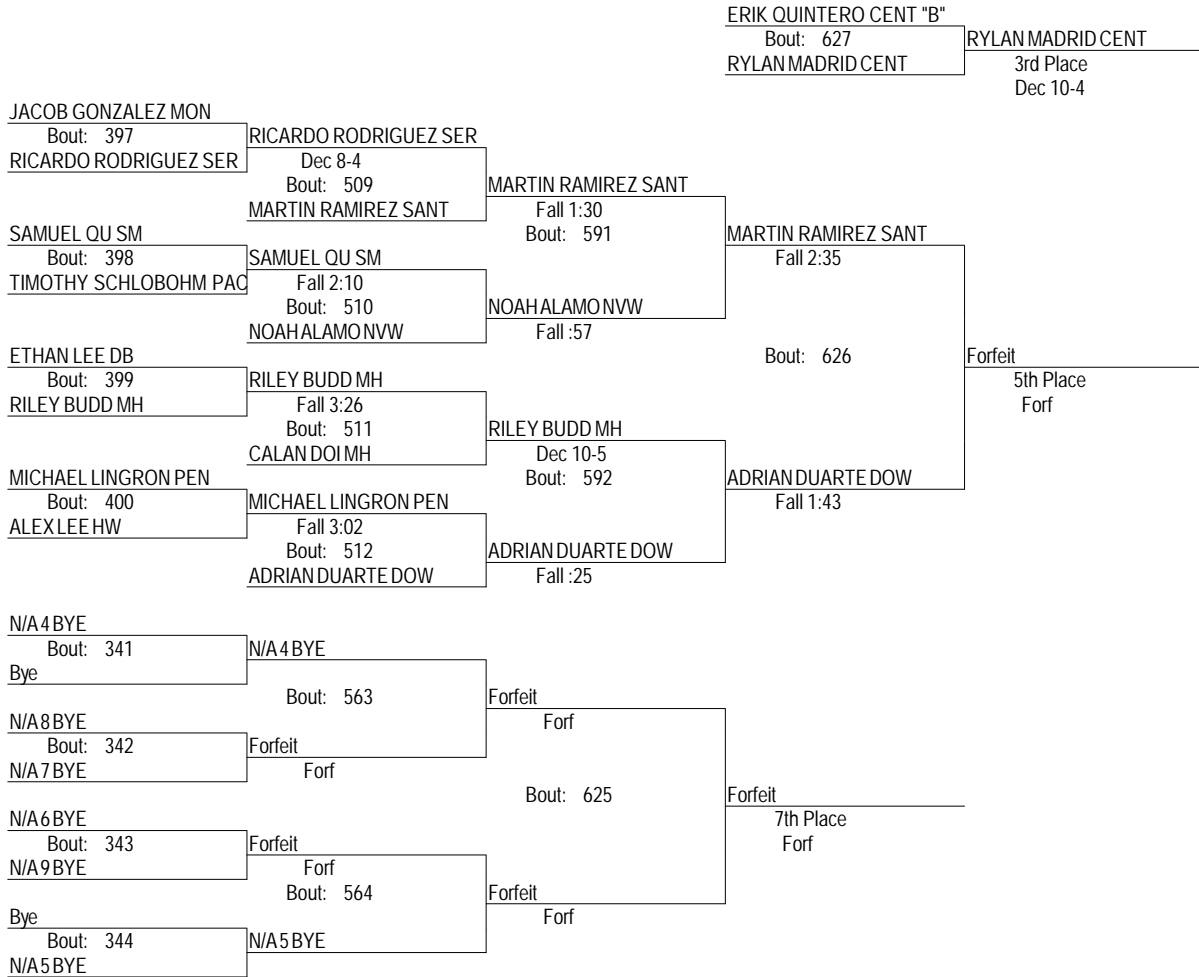 ERIK QUINTERO CENT "B"
Bout: 627
RYLAN MADRID CENT
RYLAN MADRID CENT
3rd Place
Dec 10-4
JACOB GONZALEZ MON
Bout: 397
RICARDO RODRIGUEZ SER
RICARDO RODRIGUEZ SER
Dec 8-4
Bout: 509
MARTIN RAMIREZ SANT
MARTIN RAMIREZ SANT
Fall 1:30
Bout: 591
MARTIN RAMIREZ SANT
Fall 2:35
SAMUEL QU SM
Bout: 398
TIMOTHY SCHLOBOHM PAC
SAMUEL QU SM
Fall 2:10
Bout: 510
NOAH ALAMO NVW
NOAH ALAMO NVW
Fall :57
ETHAN LEE DB
Bout: 399
RILEY BUDD MH
RILEY BUDD MH
Fall 3:26
Bout: 511
CALAN DOI MH
RILEY BUDD MH
Dec 10-5
Bout: 592
Bout: 626
Forfeit
5th Place
Forf
MICHAEL LINGRON PEN
Bout: 400
ALEX LEE HW
MICHAEL LINGRON PEN
Fall 3:02
Bout: 512
ADRIAN DUARTE DOW
ADRIAN DUARTE DOW
Fall :25
ADRIAN DUARTE DOW
Fall 1:43
N/A 4 BYE
Bout: 341
Bye
N/A 4 BYE
Bout: 563
Forfeit
Forf
N/A 8 BYE
Bout: 342
N/A 7 BYE
Forfeit
Forf
Bout: 625
Forfeit
7th Place
Forf
N/A 6 BYE
Bout: 343
N/A 9 BYE
Forfeit
Forf
Bout: 564
Forfeit
Forf
Bye
Bout: 344
N/A 5 BYE
N/A 5 BYE